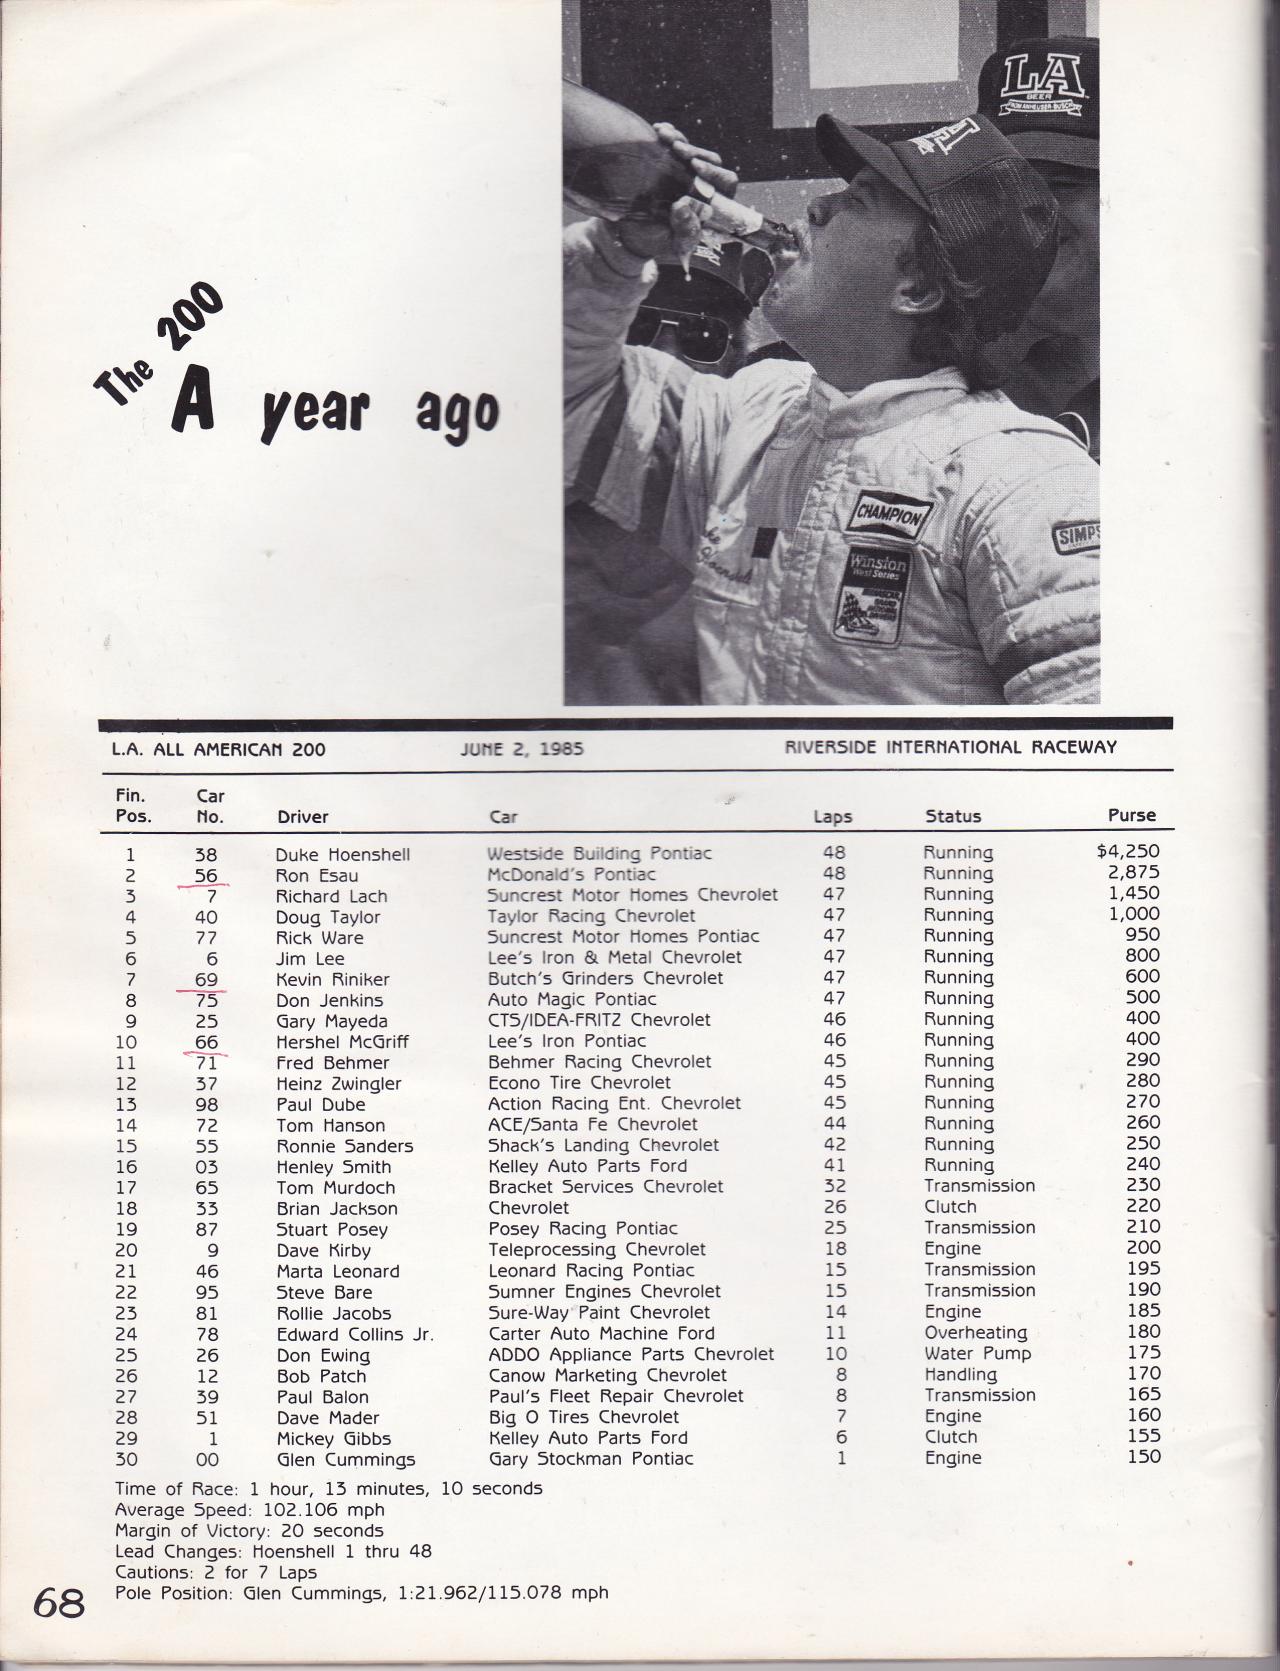 LA
BEER
FROM ANHEUSER-BUSCH
The 200
A year ago
CHAMPION
SIMPS
Winston
West Series
NASCAR
L.A. ALL AMERICAN 200 JUNE 2, 1985 RIVERSIDE INTERNATIONAL RACEWAY
Fin. Car
Pos. No. Driver Car Laps Status Purse
1 38 Duke Hoenshell Westside Building Pontiac 48 Running $4,250
2 56 Ron Esau McDonald's Pontiac 48 Running 2,875
3 7 Richard Lach Suncrest Motor Homes Chevrolet 47 Running 1,450
4 40 Doug Taylor Taylor Racing Chevrolet 47 Running 1,000
5 77 Rick Ware Suncrest Motor Homes Pontiac 47 Running 950
6 6 Jim Lee Lee's Iron & Metal Chevrolet 47 Running 800
7 69 Kevin Riniker Butch's Grinders Chevrolet 47 Running 600
8 75 Don Jenkins Auto Magic Pontiac 47 Running 500
9 25 Gary Mayeda CTS/IDEA-FRITZ Chevrolet 46 Running 400
10 66 Hershel McGriff Lee's Iron Pontiac 46 Running 400
11 71 Fred Behmer Behmer Racing Chevrolet 45 Running 290
12 37 Heinz Zwingler Econo Tire Chevrolet 45 Running 280
13 98 Paul Dube Action Racing Ent. Chevrolet 45 Running 270
14 72 Tom Hanson ACE/Santa Fe Chevrolet 44 Running 260
15 55 Ronnie Sanders Shack's Landing Chevrolet 42 Running 250
16 03 Henley Smith Kelley Auto Parts Ford 41 Running 240
17 65 Tom Murdoch Bracket Services Chevrolet 32 Transmission 230
18 33 Brian Jackson Chevrolet 26 Clutch 220
19 87 Stuart Posey Posey Racing Pontiac 25 Transmission 210
20 9 Dave Kirby Teleprocessing Chevrolet 18 Engine 200
21 46 Marta Leonard Leonard Racing Pontiac 15 Transmission 195
22 95 Steve Bare Sumner Engines Chevrolet 15 Transmission 190
23 81 Rollie Jacobs Sure-Way Paint Chevrolet 14 Engine 185
24 78 Edward Collins Jr. Carter Auto Machine Ford 11 Overheating 180
25 26 Don Ewing ADDO Appliance Parts Chevrolet 10 Water Pump 175
26 12 Bob Patch Canow Marketing Chevrolet 8 Handling 170
27 39 Paul Balon Paul's Fleet Repair Chevrolet 8 Transmission 165
28 51 Dave Mader Big O Tires Chevrolet 7 Engine 160
29 1 Mickey Gibbs Kelley Auto Parts Ford 6 Clutch 155
30 00 Glen Cummings Gary Stockman Pontiac 1 Engine 150
Time of Race: 1 hour, 13 minutes, 10 seconds
Average Speed: 102.106 mph
Margin of Victory: 20 seconds
Lead Changes: Hoenshell 1 thru 48
Cautions: 2 for 7 Laps
Pole Position: Glen Cummings, 1:21.962/115.078 mph
68